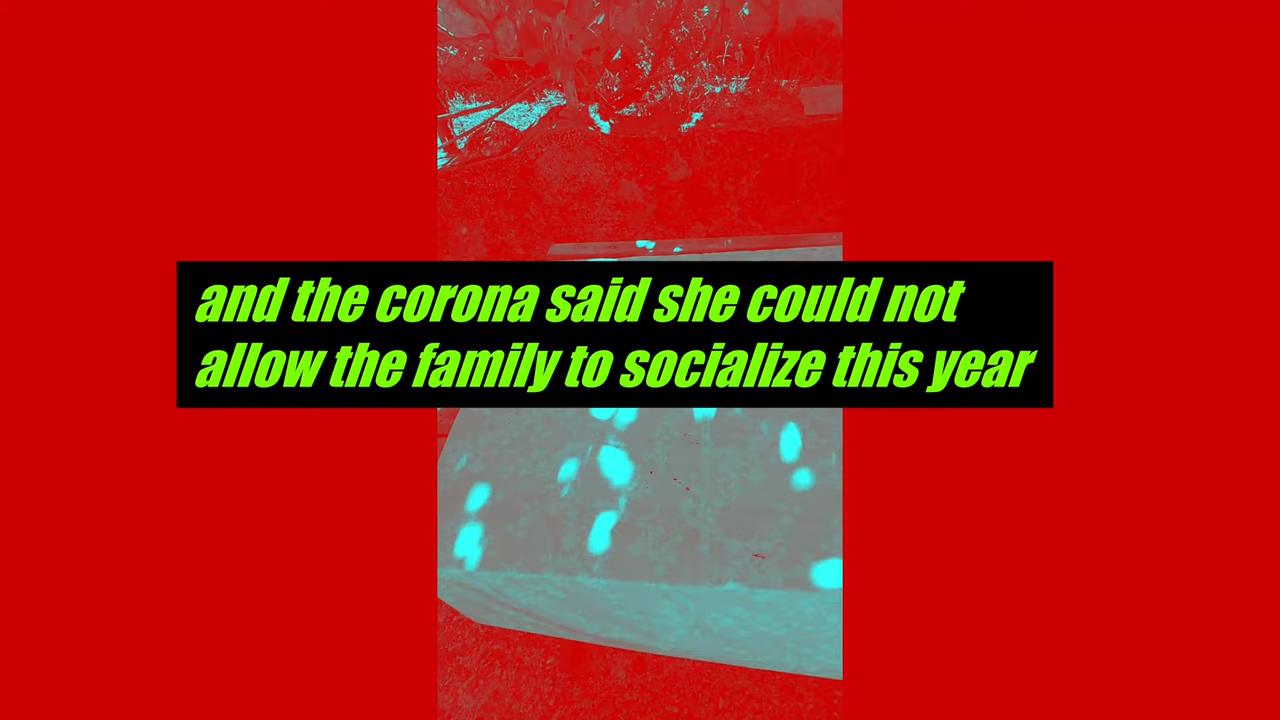 and the corona said she could not
allow the family to socialize this year